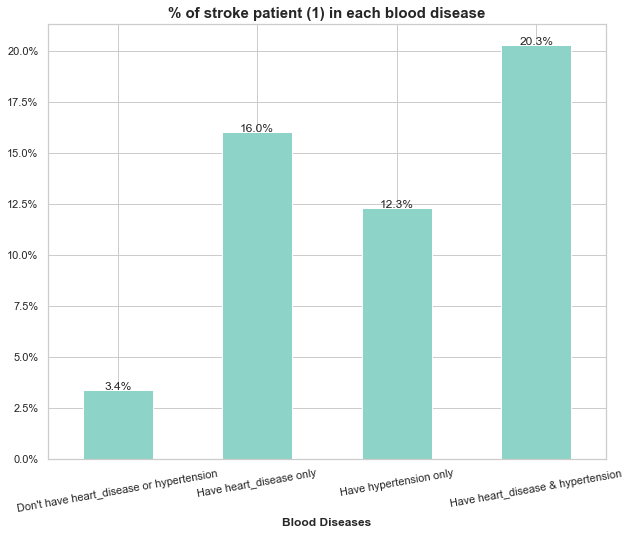 % of stroke patient (1) in each blood disease
20.0%
17.5%
15.0%
12.5%
10.0%
7.5%
5.0%
2.5%
0.0%
3.4%
16.0%
12.3%
20.3%
Don't have heart_disease or hypertension
Have heart_disease only
Have hypertension only
Have heart_disease & hypertension
Blood Diseases